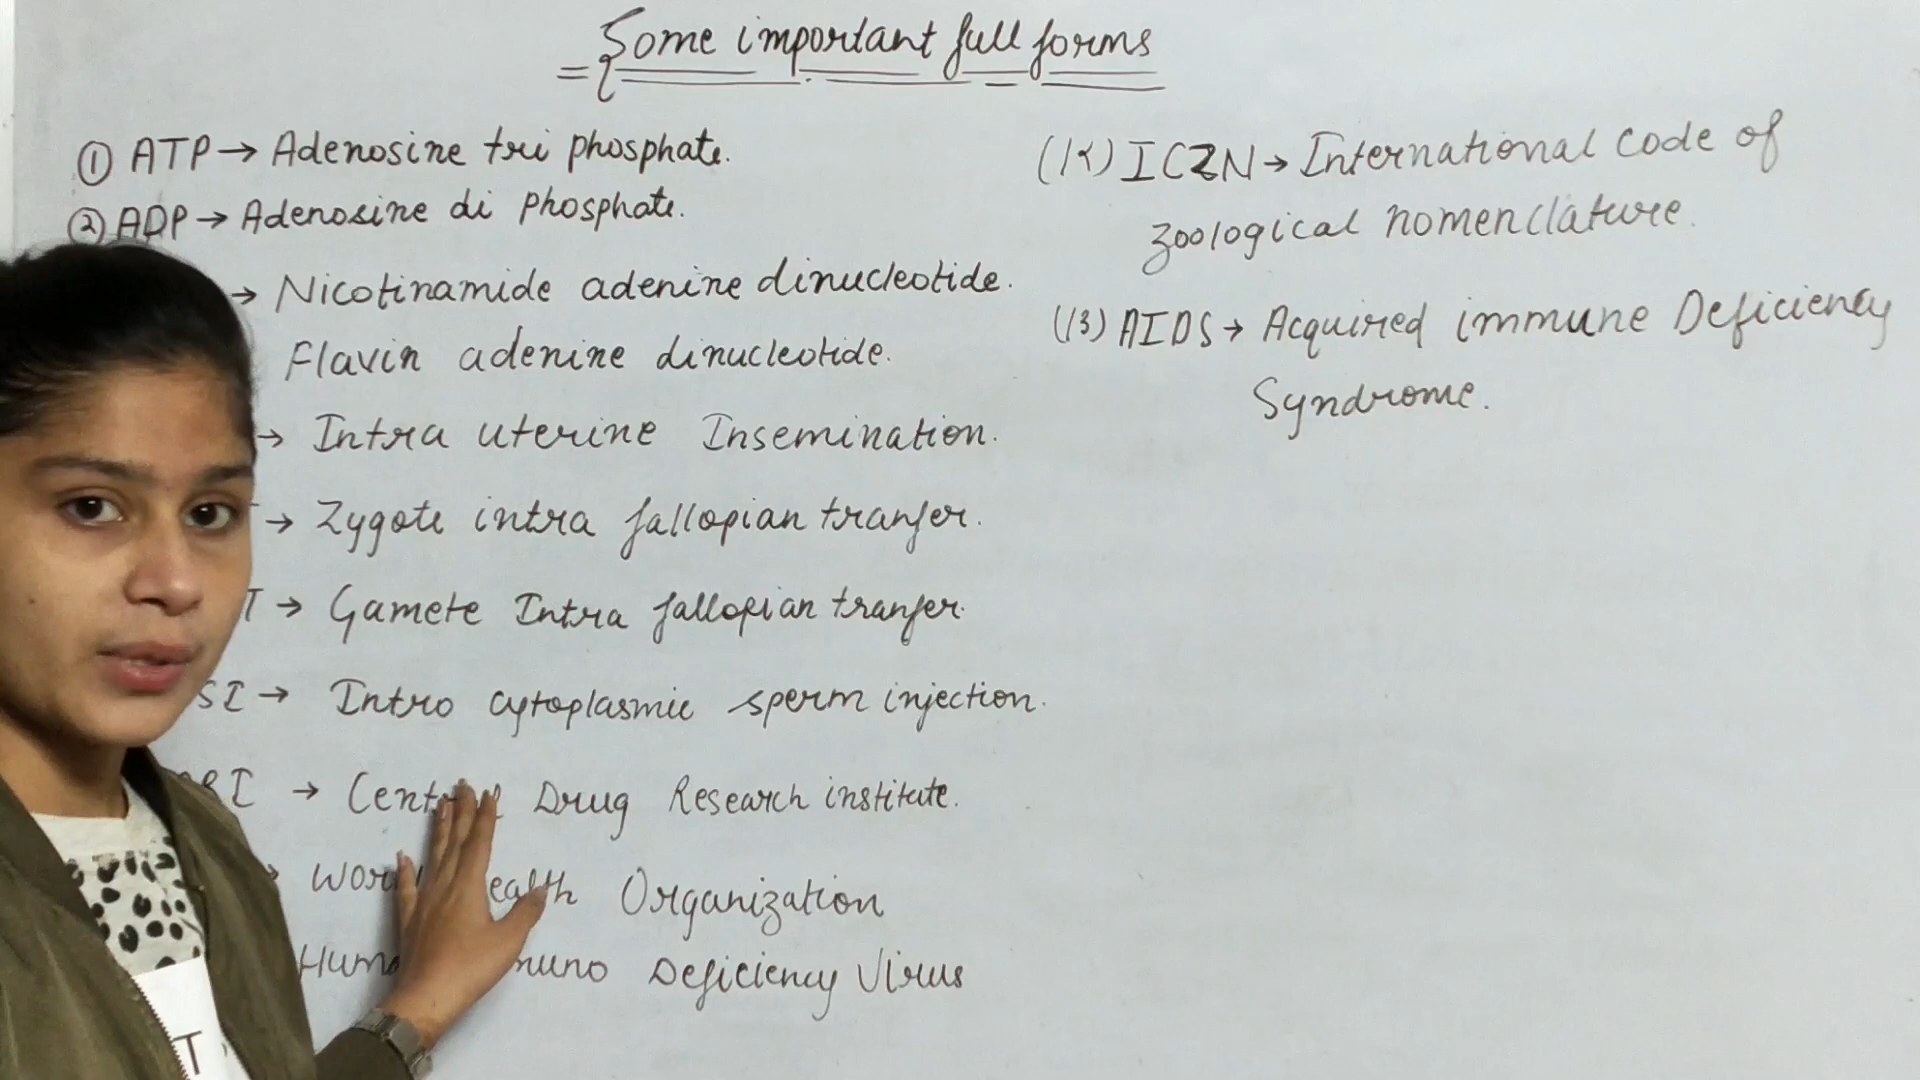 Some important full forms
① ATP → Adenosine tri phosphate.
② ADP → Adenosine di phosphate.
→ Nicotinamide adenine dinucleotide.
Flavin adenine dinucleotide.
→ Intra uterine Insemination.
→ Zygote intra fallopian tranfer.
T → Gamete Intra fallopian tranfer.
SI → Intro cytoplasmic sperm injection.
RI → Drug Research institute.
Organization
Deficiency Virus
ICZN → International Code of
zoological nomenclature.
(13) AIDS → Acquired immune Deficiency
Syndrome.
T